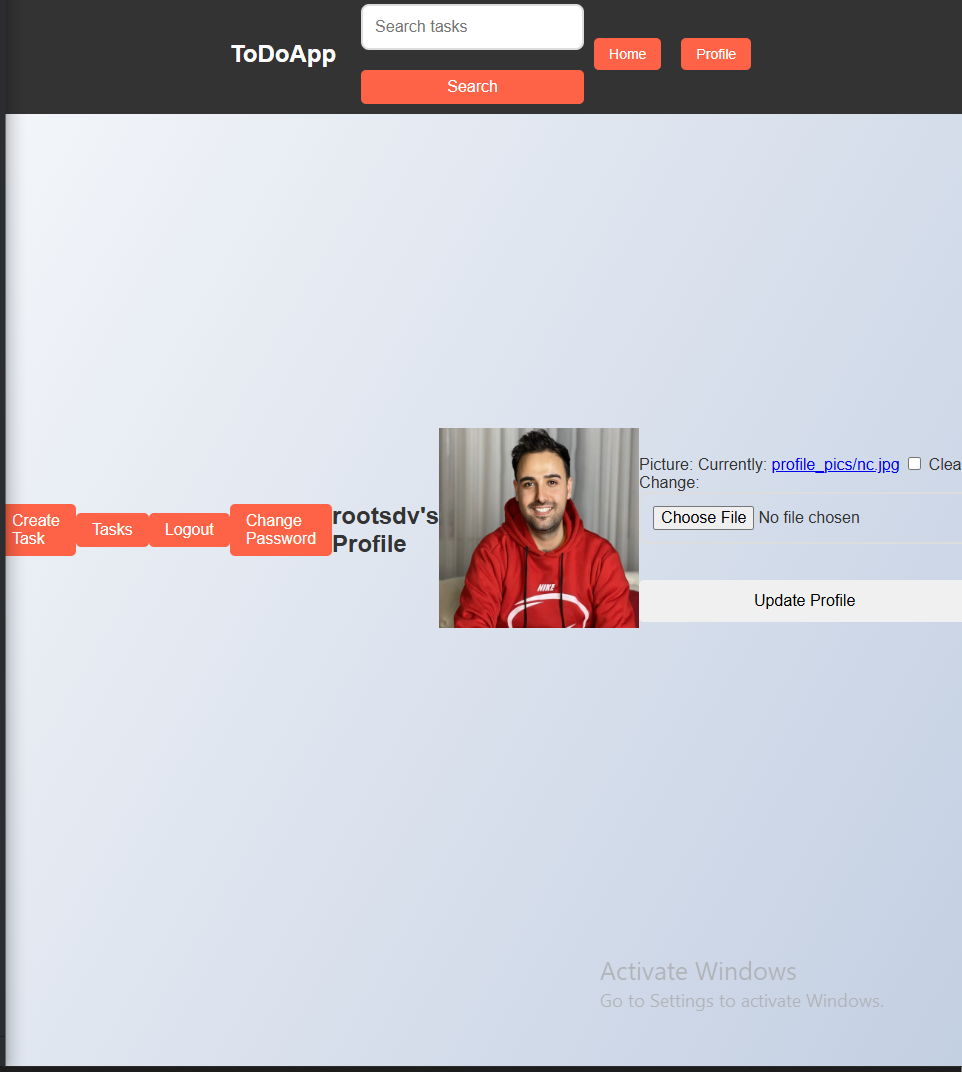 ToDoApp
Search tasks
Search
Home
Profile
Create
Task
Tasks
Logout
Change
Password
rootsdv's
Profile
NIKE
Picture: Currently: profile_pics/nc.jpg Clea
Change:
Choose File No file chosen
Update Profile
Activate Windows
Go to Settings to activate Windows.